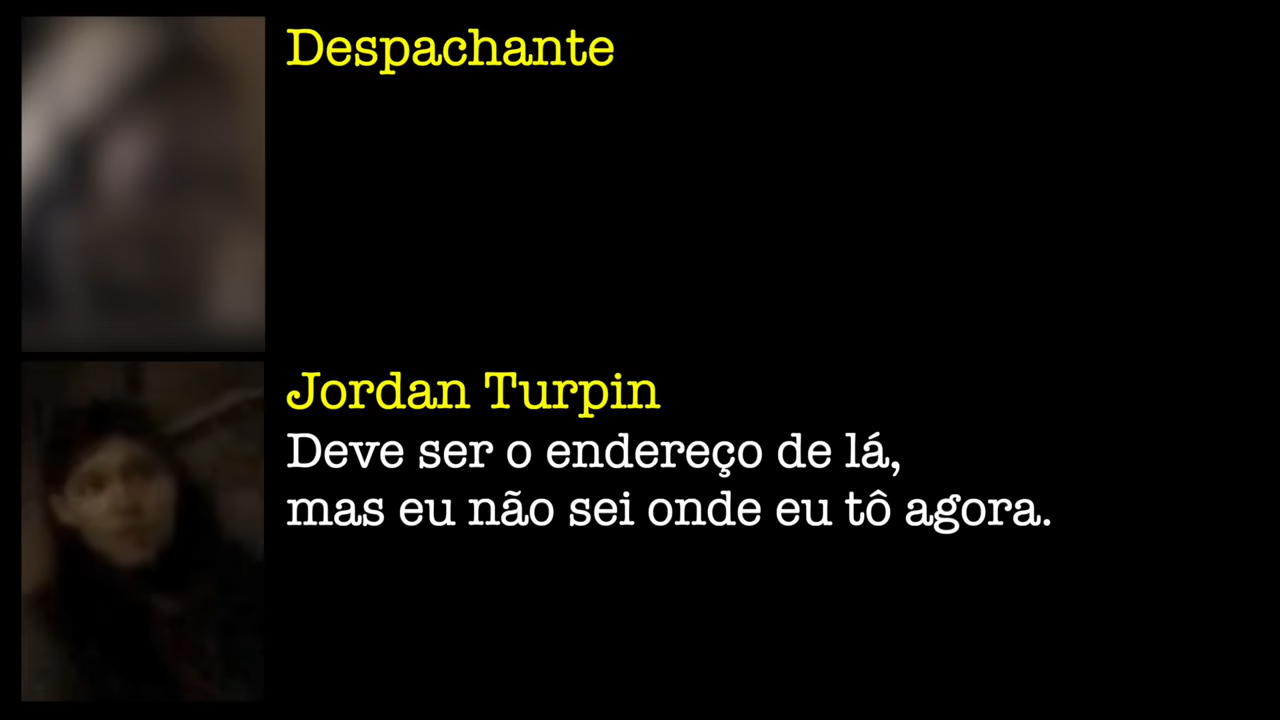 Despachante
Jordan Turpin
Deve ser o endereço de lá,
mas eu não sei onde eu tô agora.